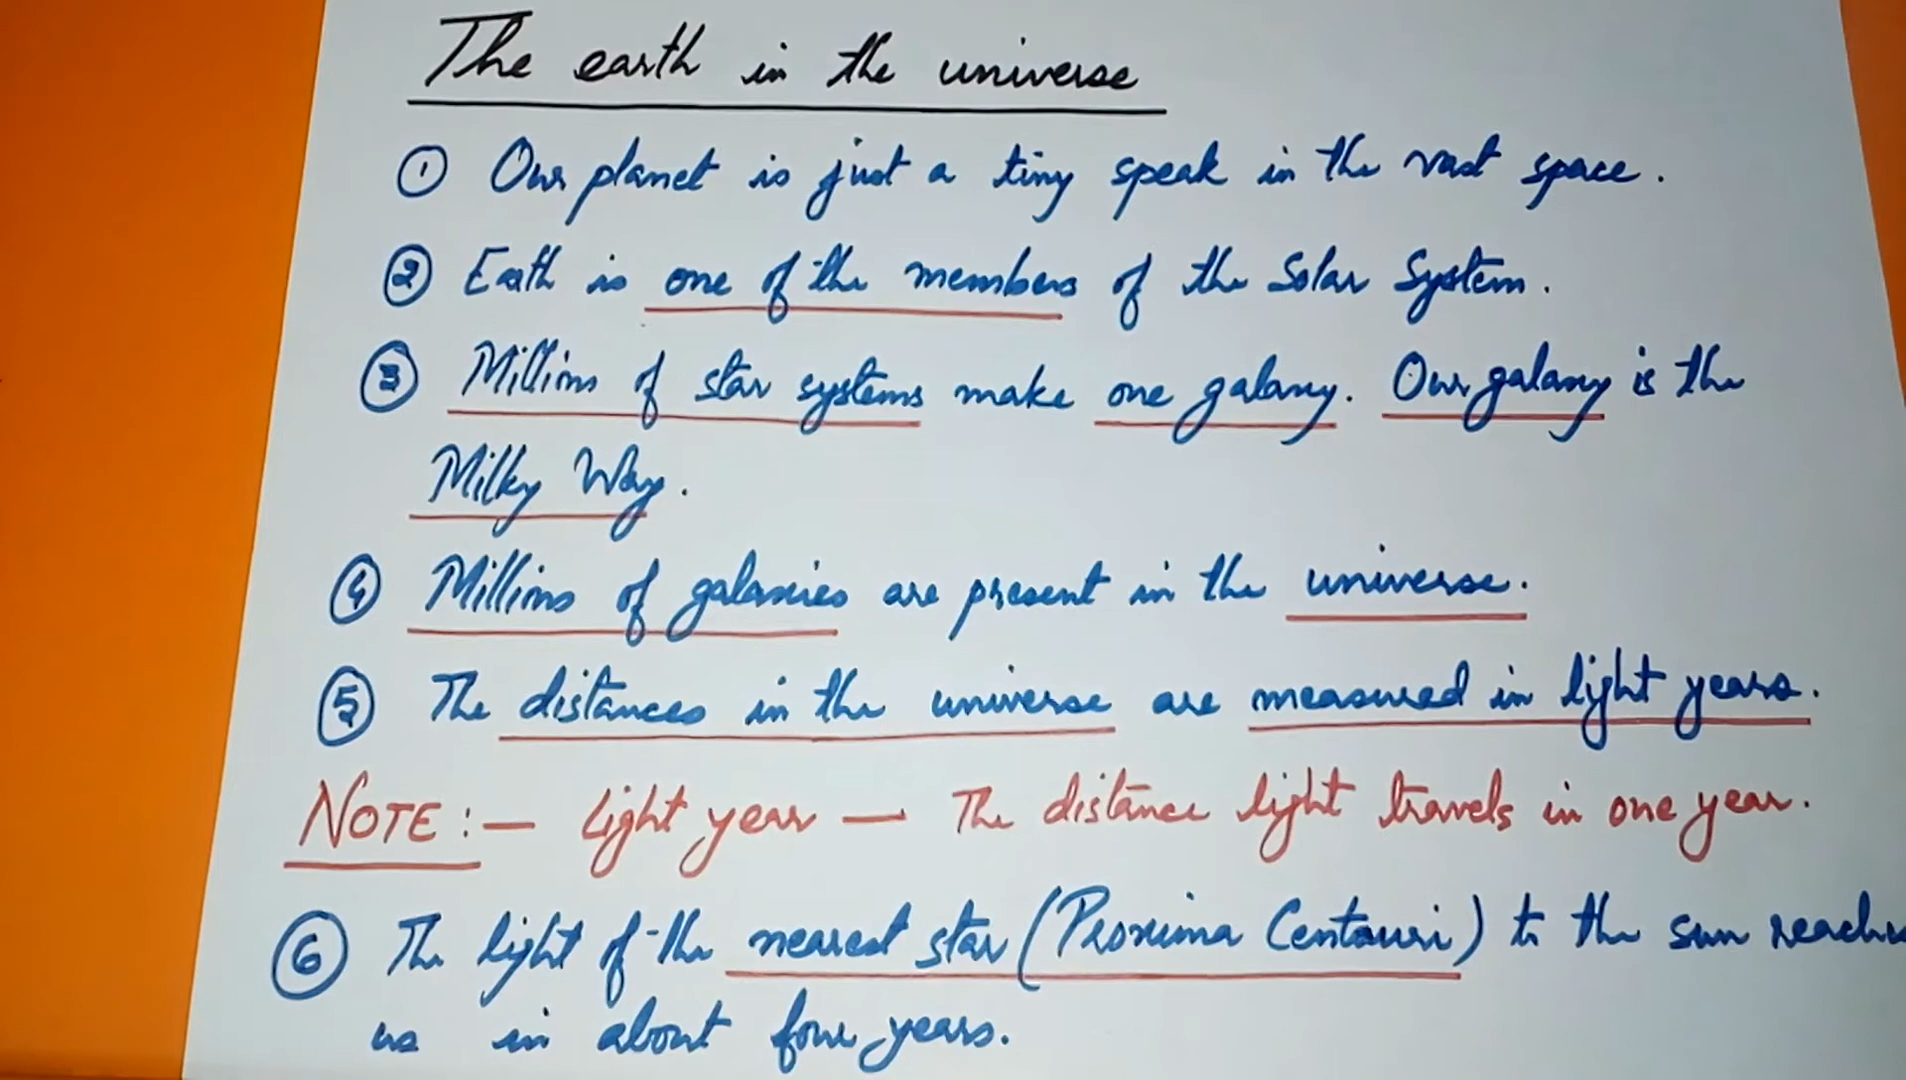 The earth in the universe
① Our planet is just a tiny speak in the vast space.
② Earth is one of the members of the Solar System.
③ Millions of star systems make one galaxy. Our galaxy is the
Milky Way.
④ Millions of galaxies are present in the universe.
⑤ The distances in the universe are measured in light years.
NOTE:— Light year — The distance light travels in one year.
⑥ The light of the nearest star (Proxima Centauri) to the sun reaches
us in about four years.